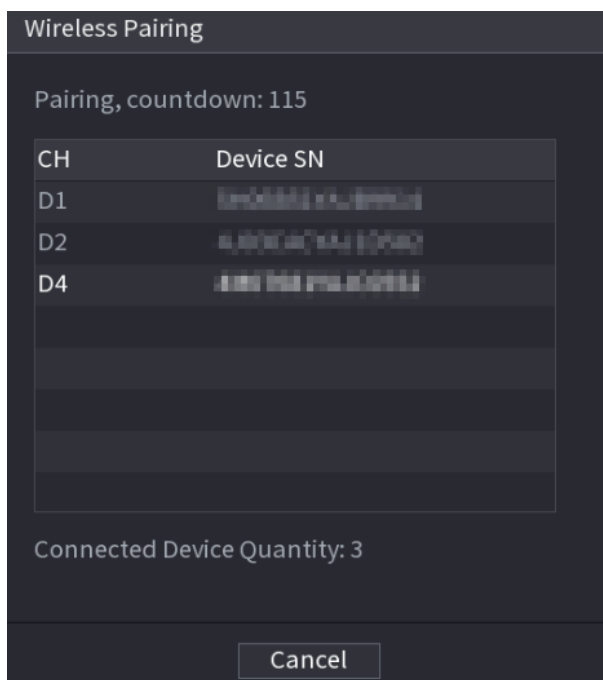 Wireless Pairing
Pairing, countdown: 115
CH Device SN
D1
D2
D4
Connected Device Quantity: 3
Cancel